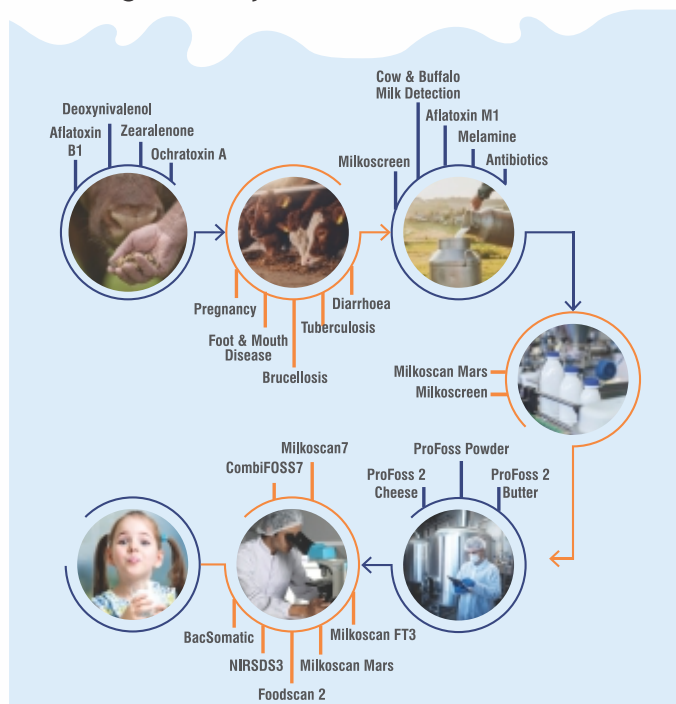 Deoxynivalenol
Aflatoxin
B1
Zearalenone
Ochratoxin A
Pregnancy
Foot & Mouth
Disease
Brucellosis
Tuberculosis
Diarrhoea
Cow & Buffalo
Milk Detection
Aflatoxin M1
Melamine
Antibiotics
Milkoscreen
Milkoscan Mars
Milkoscreen
ProFoss Powder
ProFoss 2
Cheese
ProFoss 2
Butter
Milkoscan7
CombiFOSS7
BacSomatic
NIRSDS3
Foodscan 2
Milkoscan Mars
Milkoscan FT3